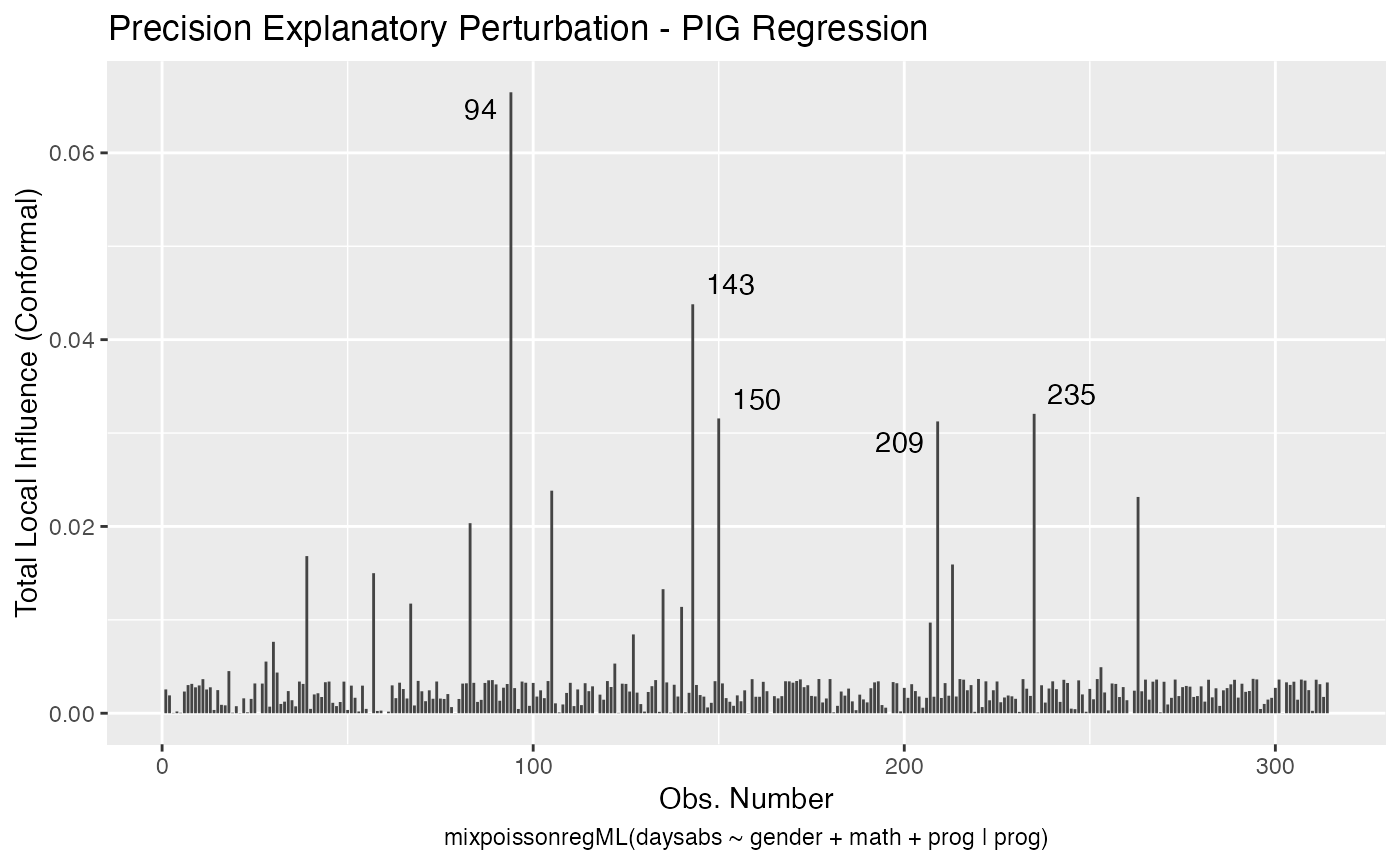 Precision Explanatory Perturbation - PIG Regression
94
0.06
143
0.04
150
235
209
0.02
0.00
0 100 200 300
Total Local Influence (Conformal)
Obs. Number
mixpoissonregML(daysabs ~ gender + math + prog | prog)